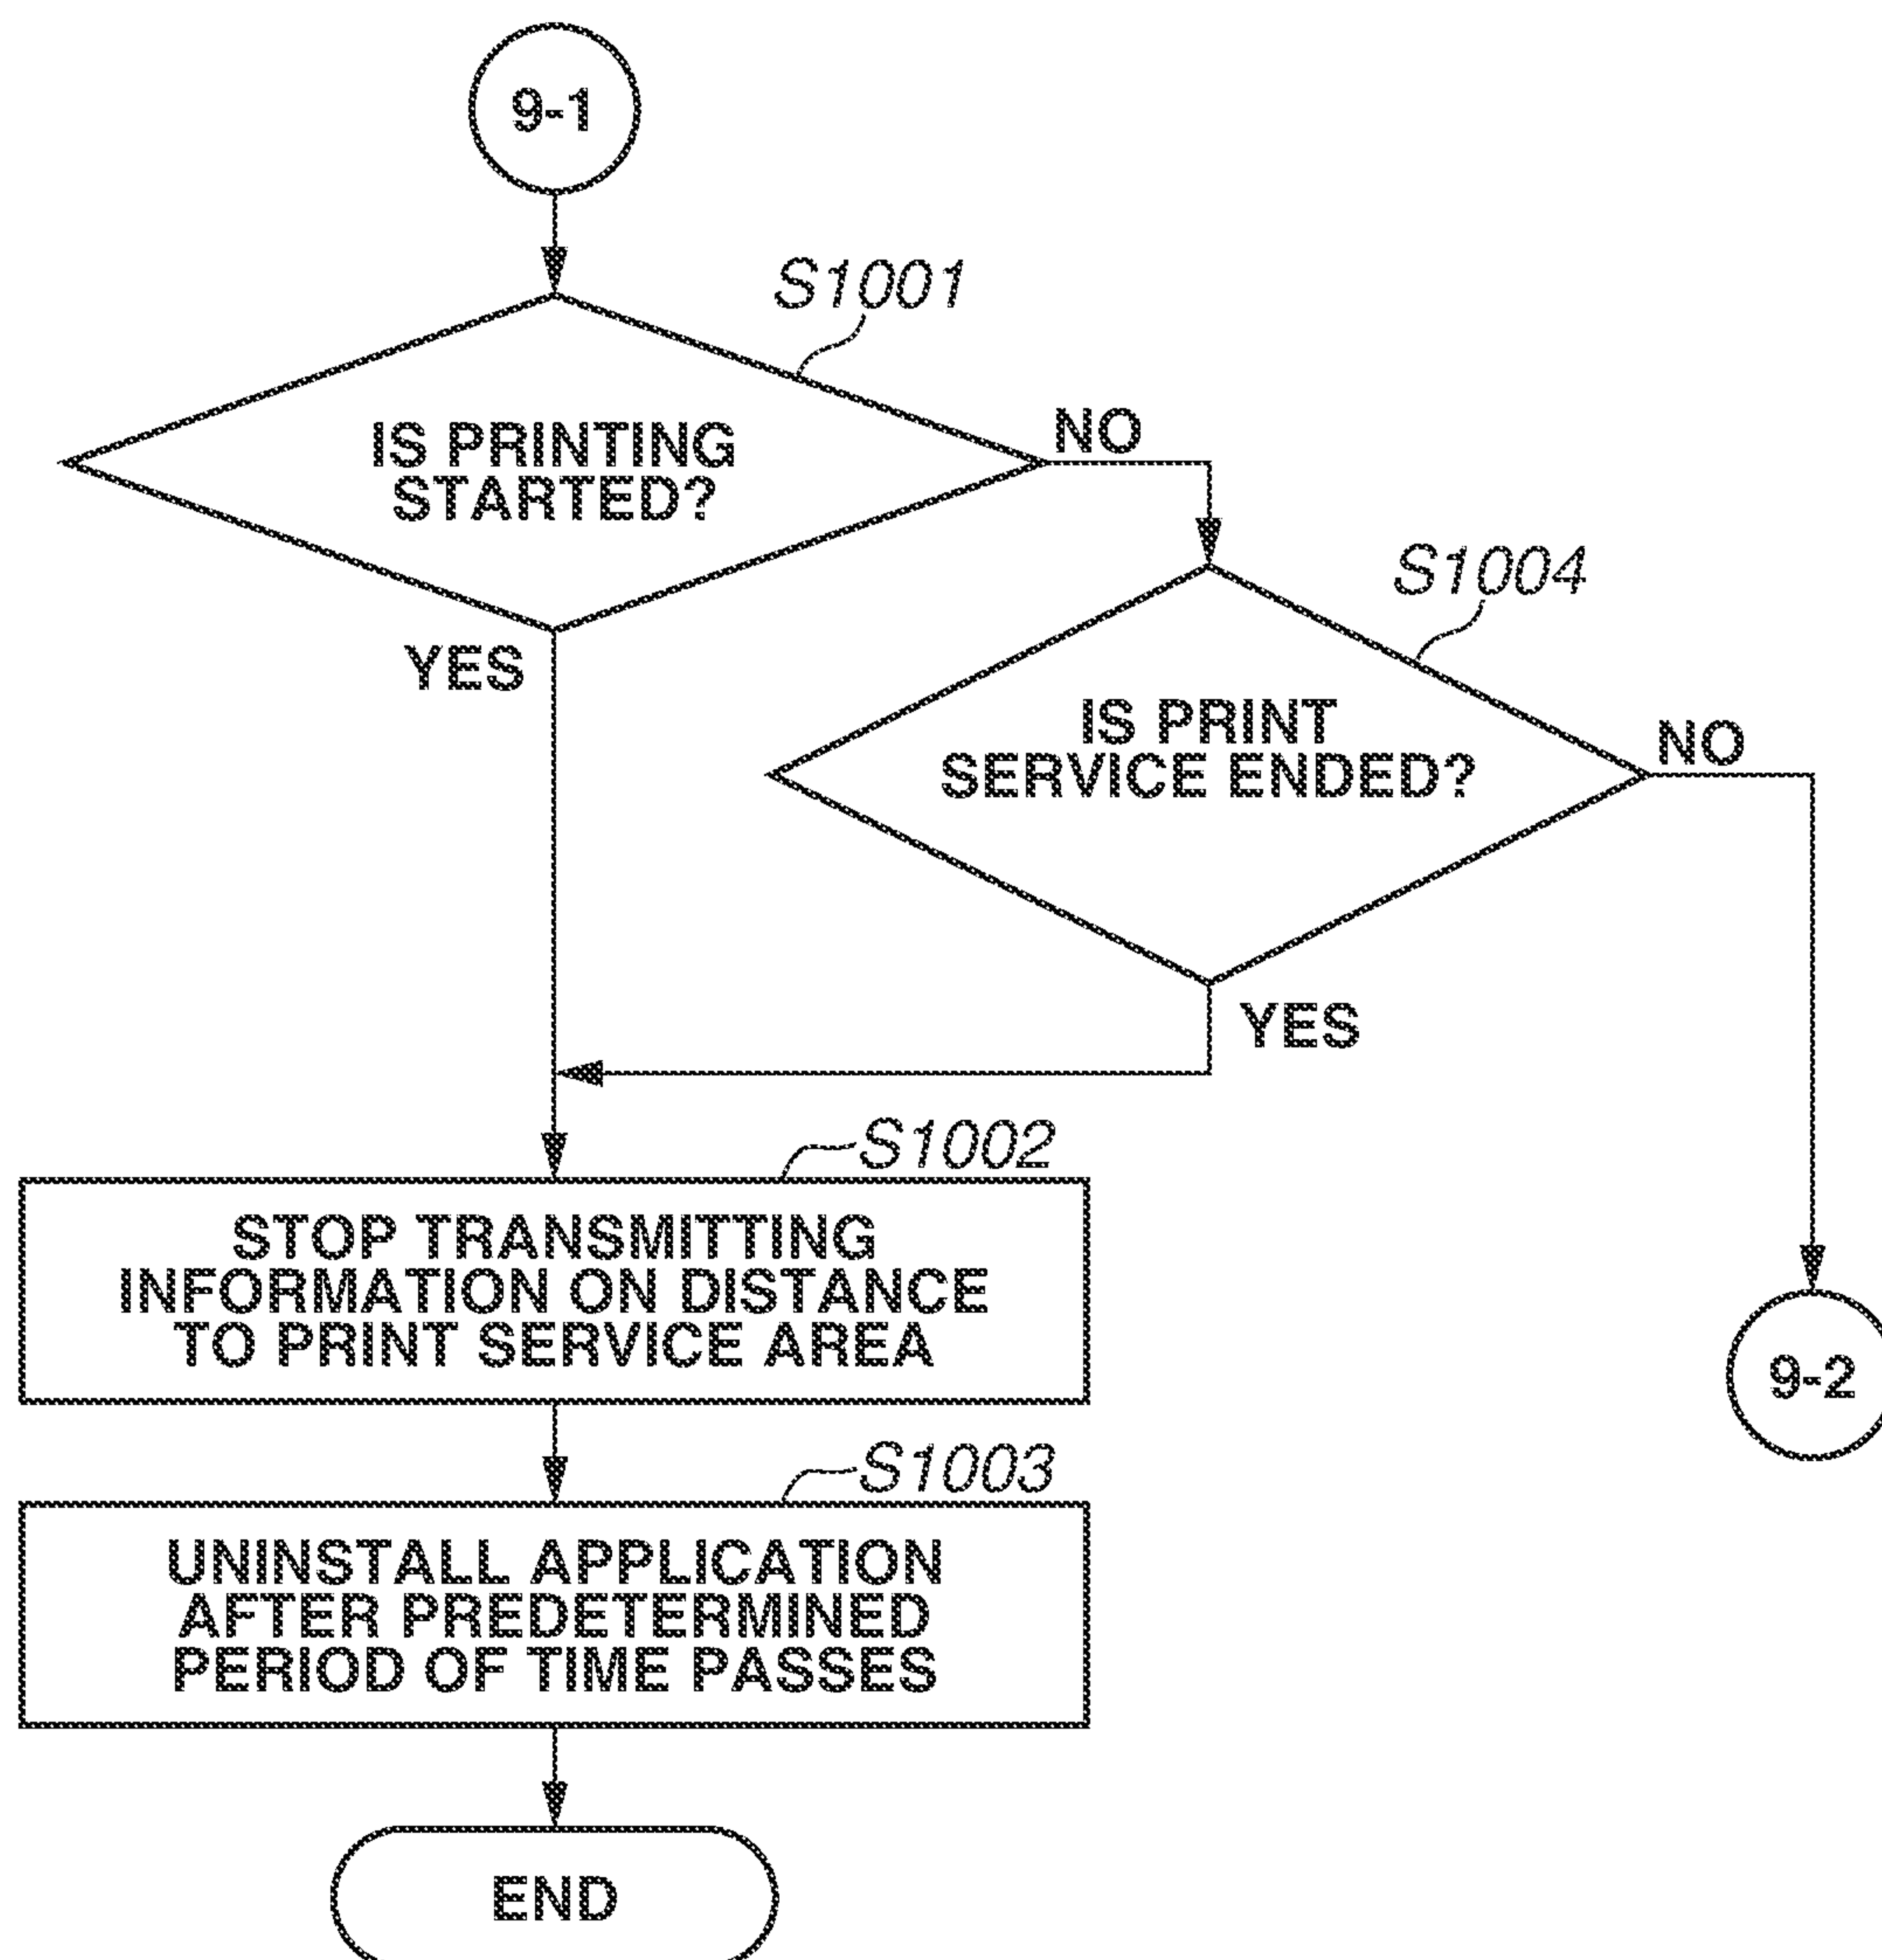 9-1
S1001
IS PRINTING
STARTED?
NO
YES
S1004
IS PRINT
SERVICE ENDED?
NO
YES
S1002
STOP TRANSMITTING
INFORMATION ON DISTANCE
TO PRINT SERVICE AREA
9-2
S1003
UNINSTALL APPLICATION
AFTER PREDETERMINED
PERIOD OF TIME PASSES
END